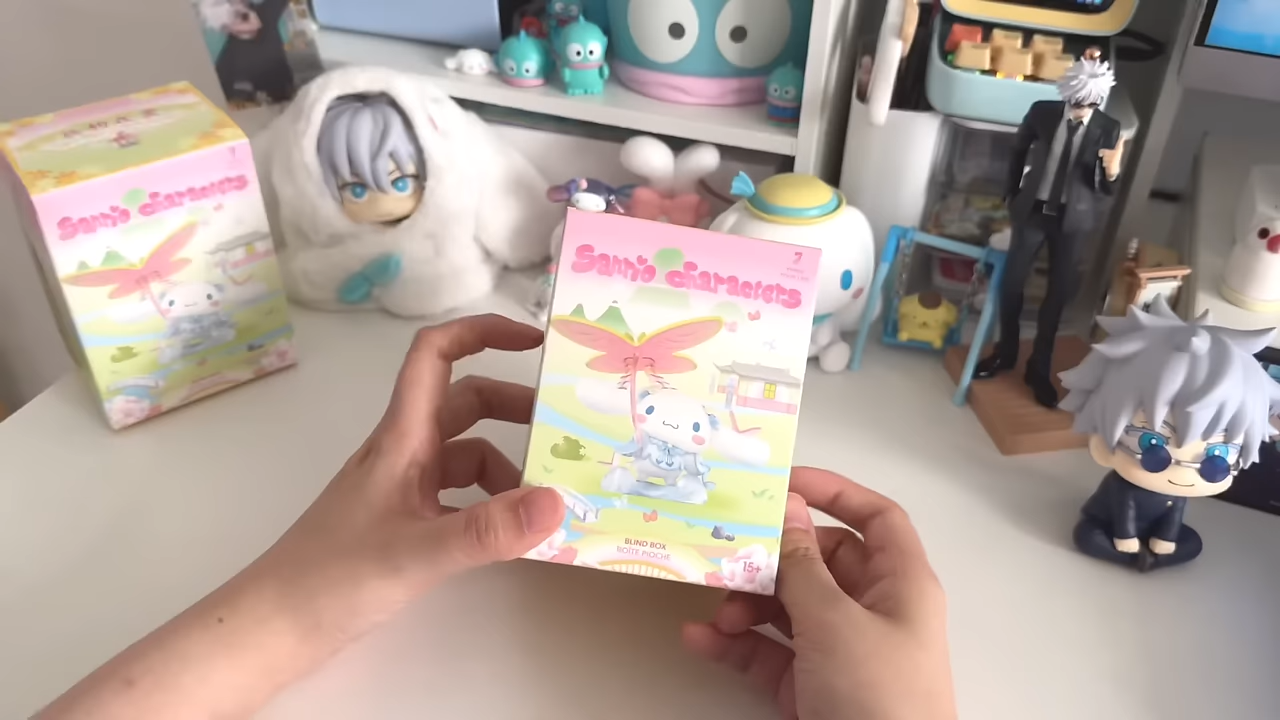 Sanrio characters
Sanrio characters
7
BLIND BOX
BOÎTE PIOCHE
15+